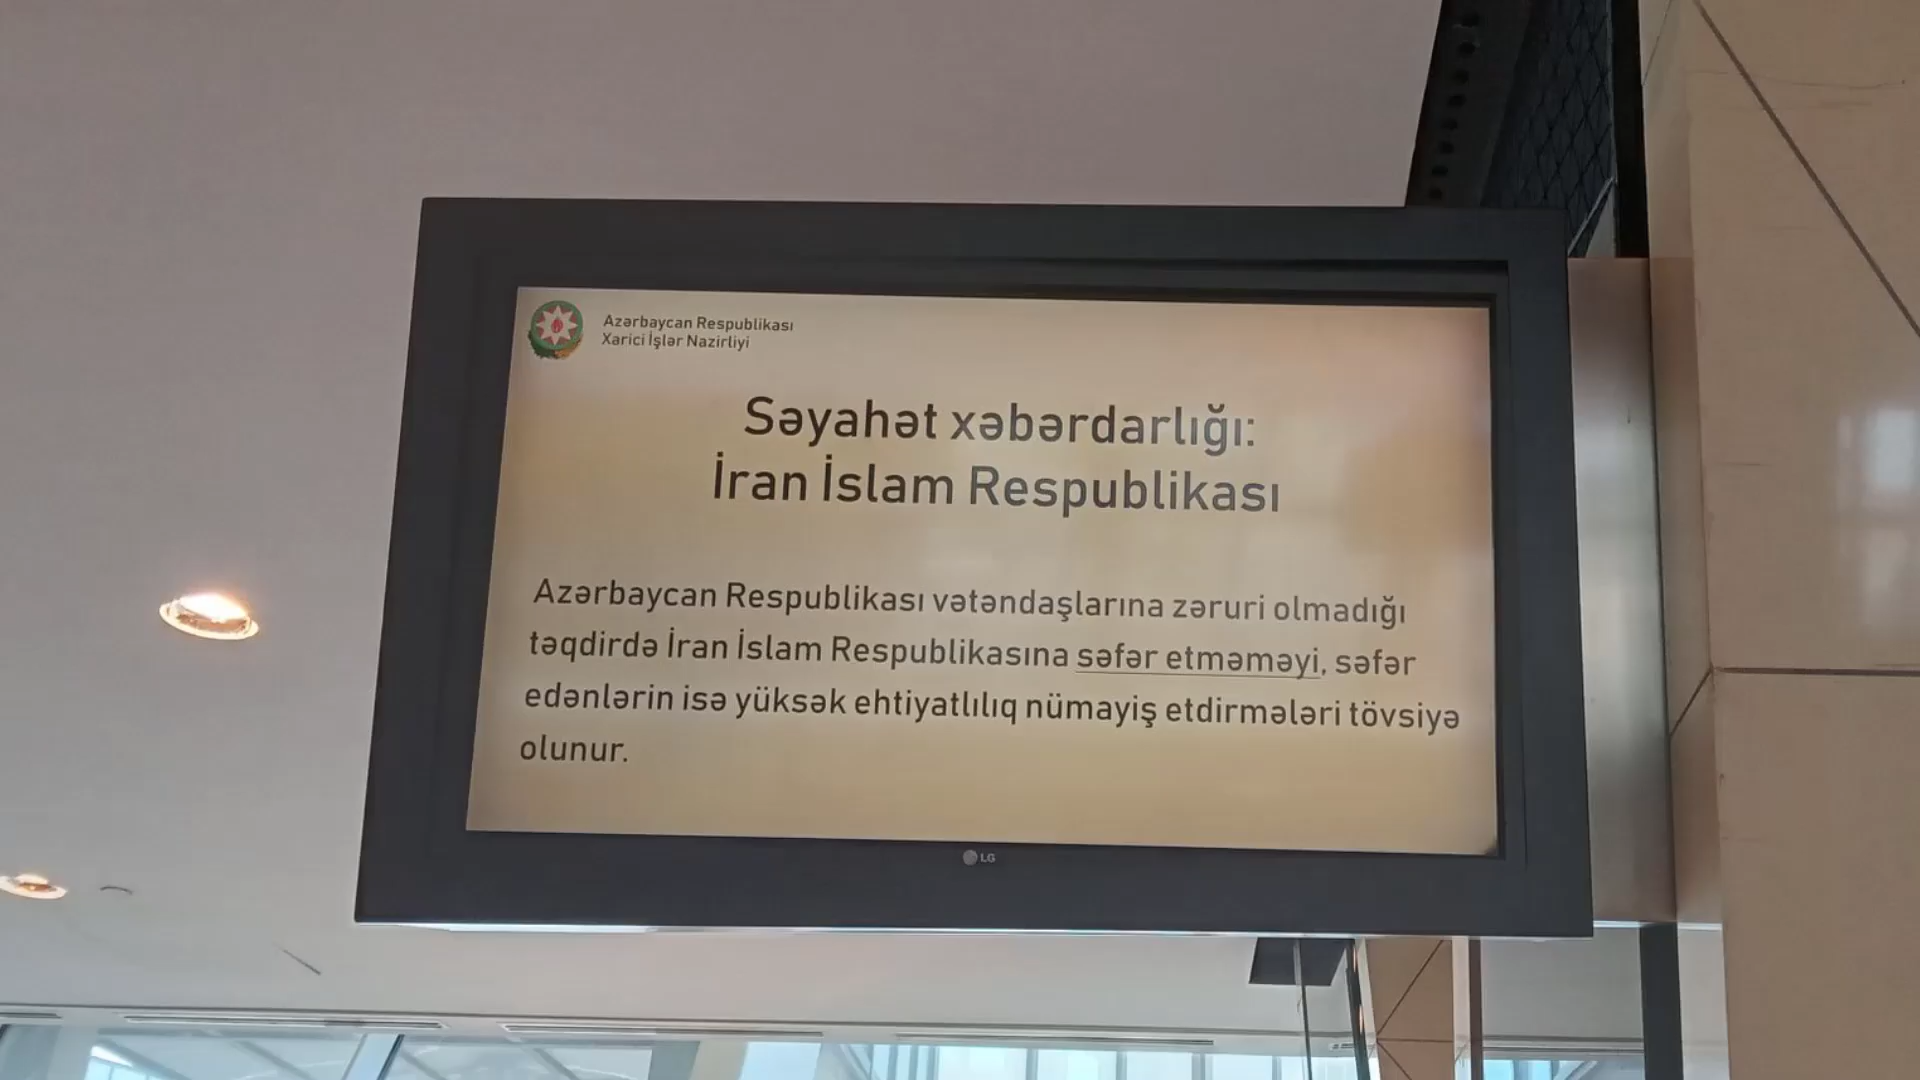 Azərbaycan Respublikası
Xarici İşlər Nazirliyi
Səyahət xəbərdarlığı:
İran İslam Respublikası
Azərbaycan Respublikası vətəndaşlarına zəruri olmadığı
təqdirdə İran İslam Respublikasına səfər etməməyi, səfər
edənlərin isə yüksək ehtiyatlılıq nümayiş etdirmələri tövsiyə
olunur.
LG